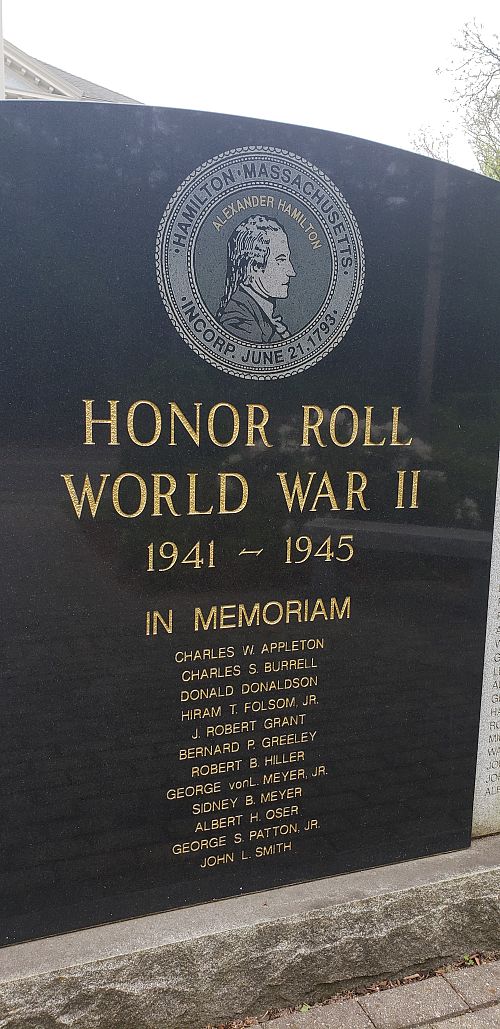 HAMILTON · MASSACHUSETTS
ALEXANDER HAMILTON
· INCORP. JUNE 21, 1793 ·
HONOR ROLL
WORLD WAR II
1941 ~ 1945
IN MEMORIAM
CHARLES W. APPLETON
CHARLES S. BURRELL
DONALD DONALDSON
HIRAM T. FOLSOM, JR.
J. ROBERT GRANT
BERNARD P. GREELEY
ROBERT B. HILLER
GEORGE vonL. MEYER, JR.
SIDNEY B. MEYER
ALBERT H. OSER
GEORGE S. PATTON, JR.
JOHN L. SMITH